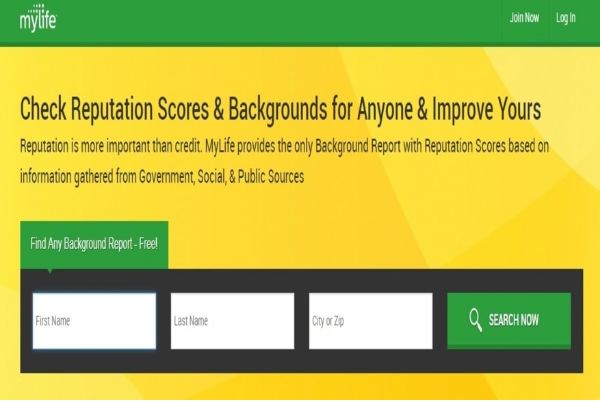 mylife
Join Now
Log In
Check Reputation Scores & Backgrounds for Anyone & Improve Yours
Reputation is more important than credit. MyLife provides the only Background Report with Reputation Scores based on
information gathered from Government, Social, & Public Sources
Find Any Background Report - Free!
First Name
Last Name
City or Zip
SEARCH NOW